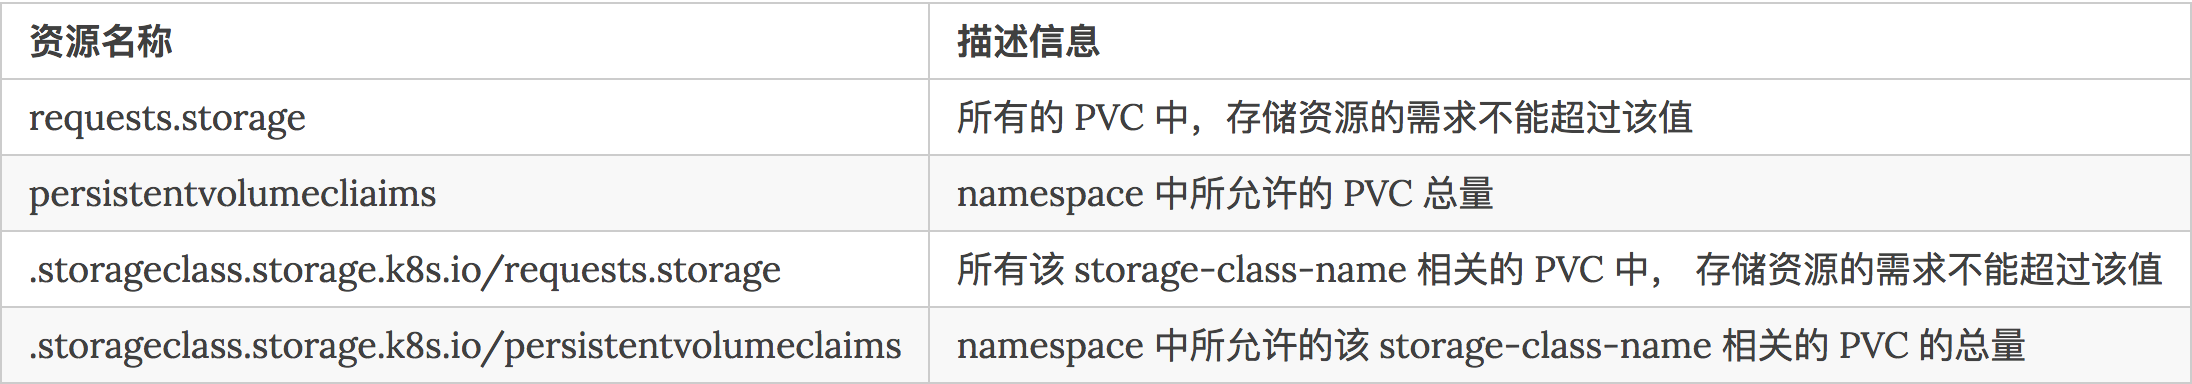 资源名称 描述信息
requests.storage 所有的 PVC 中，存储资源的需求不能超过该值
persistentvolumecliaims namespace 中所允许的 PVC 总量
.storageclass.storage.k8s.io/requests.storage 所有该 storage-class-name 相关的 PVC 中， 存储资源的需求不能超过该值
.storageclass.storage.k8s.io/persistentvolumeclaims namespace 中所允许的该 storage-class-name 相关的 PVC 的总量